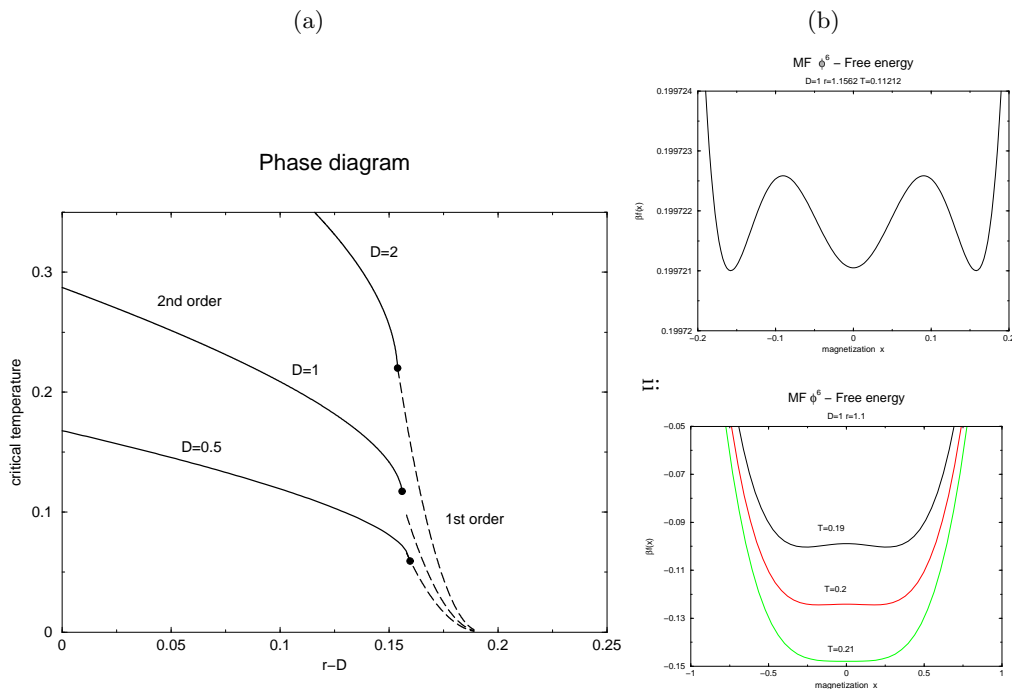 (a)
Phase diagram
0.3
0.2
0.1
0
0 0.05 0.1 0.15 0.2 0.25
critical temperature
r−D
D=2
2nd order
D=1
D=0.5
1st order
(b)
MF ϕ⁶ − Free energy
D=1 r=1.1562 T=0.11212
0.199724
0.199723
0.199722
0.199721
0.19972
−0.2 −0.1 0 0.1 0.2
βf(x)
magnetization x
ii
MF ϕ⁶ − Free energy
D=1 r=1.1
−0.05
−0.07
−0.09
−0.11
−0.13
−0.15
−1 −0.5 0 0.5 1
βf(x)
magnetization x
T=0.19
T=0.2
T=0.21